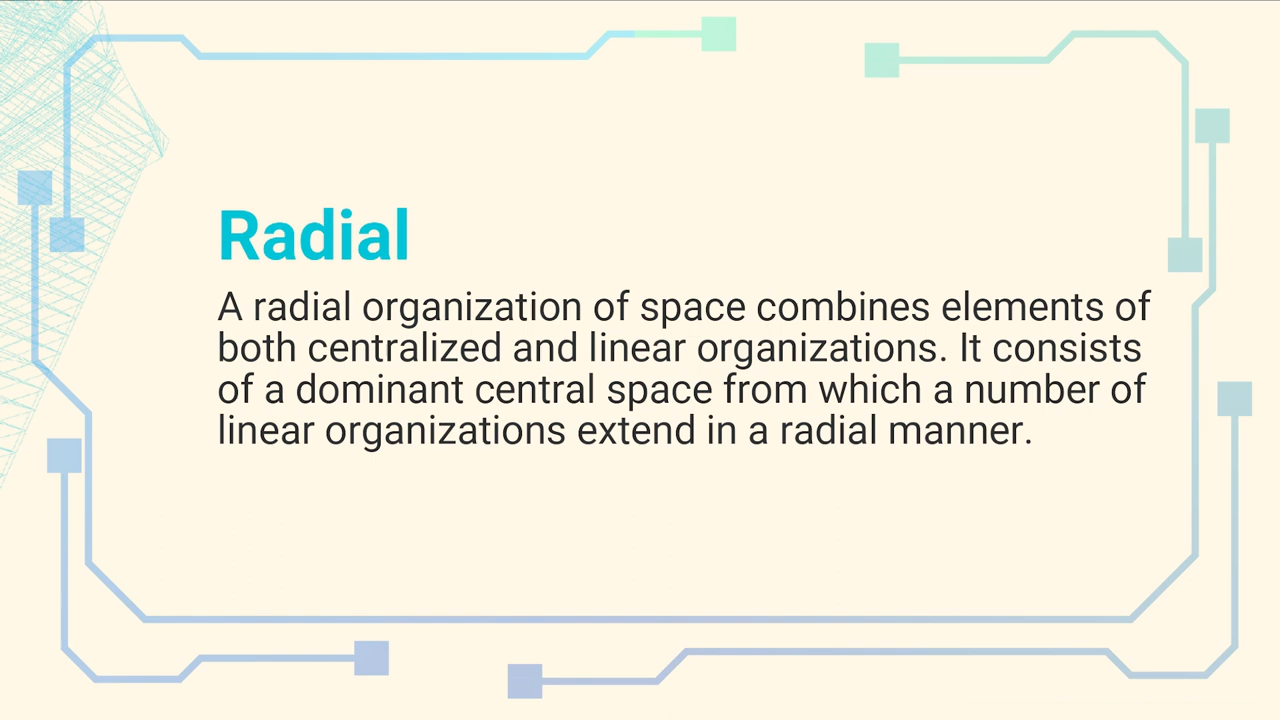 Radial
A radial organization of space combines elements of
both centralized and linear organizations. It consists
of a dominant central space from which a number of
linear organizations extend in a radial manner.